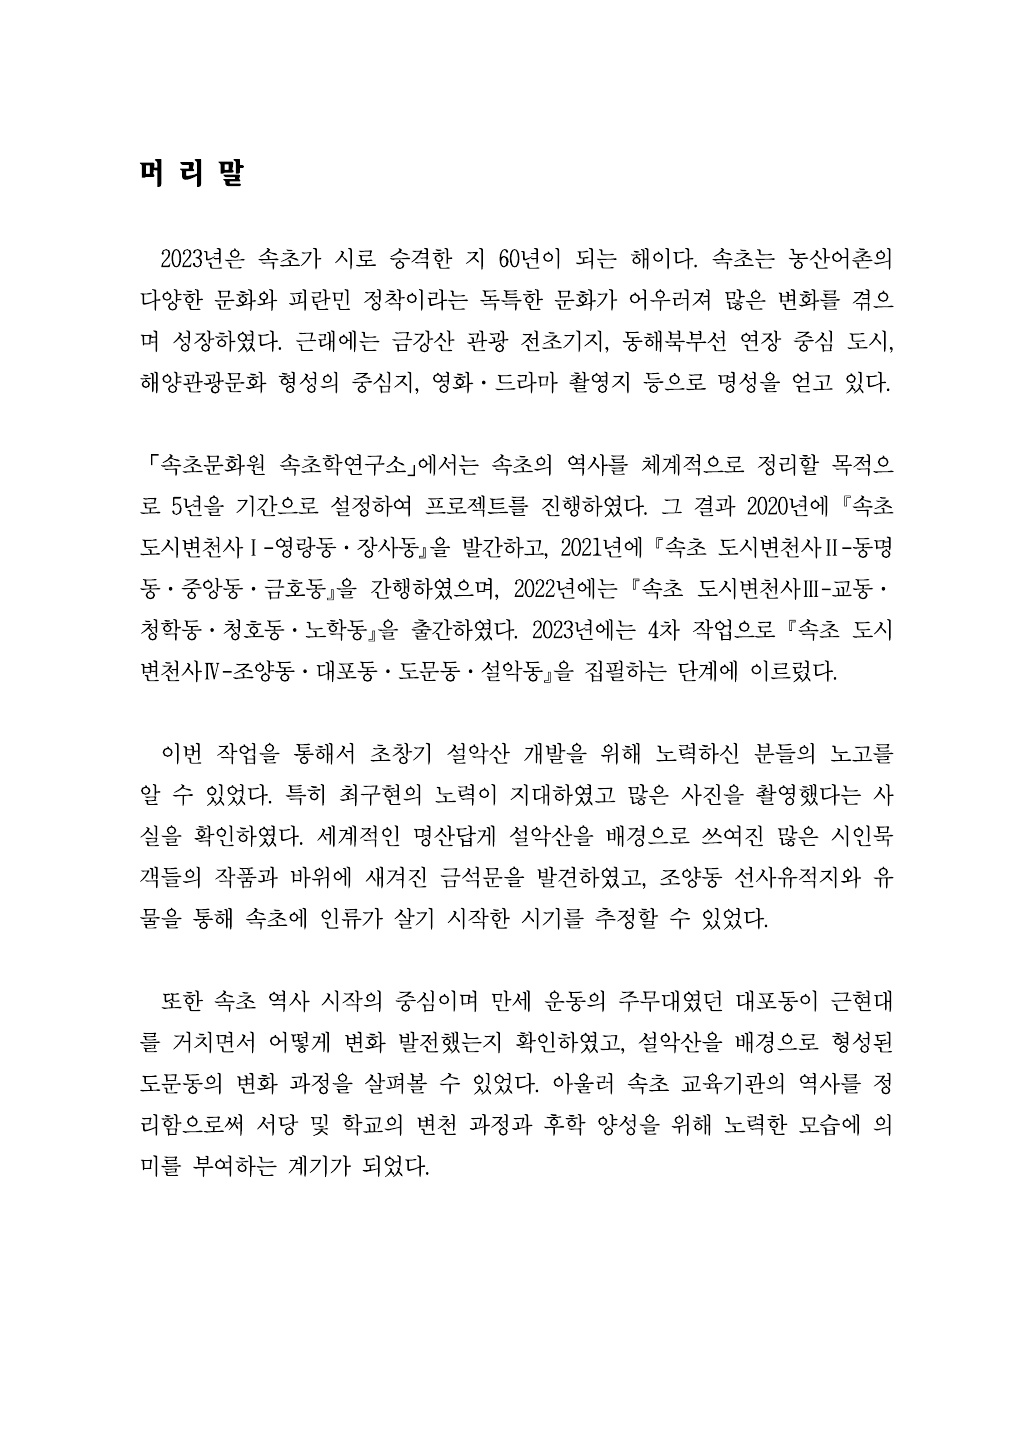 머 리 말
2023년은 속초가 시로 승격한 지 60년이 되는 해이다. 속초는 농산어촌의
다양한 문화와 피란민 정착이라는 독특한 문화가 어우러져 많은 변화를 겪으
며 성장하였다. 근래에는 금강산 관광 전초기지, 동해북부선 연장 중심 도시,
해양관광문화 형성의 중심지, 영화·드라마 촬영지 등으로 명성을 얻고 있다.
「속초문화원 속초학연구소」에서는 속초의 역사를 체계적으로 정리할 목적으
로 5년을 기간으로 설정하여 프로젝트를 진행하였다. 그 결과 2020년에 『속초
도시변천사Ⅰ-영랑동·장사동』을 발간하고, 2021년에 『속초 도시변천사Ⅱ-동명
동·중앙동·금호동』을 간행하였으며, 2022년에는 『속초 도시변천사Ⅲ-교동·
청학동·청호동·노학동』을 출간하였다. 2023년에는 4차 작업으로 『속초 도시
변천사Ⅳ-조양동·대포동·도문동·설악동』을 집필하는 단계에 이르렀다.
이번 작업을 통해서 초창기 설악산 개발을 위해 노력하신 분들의 노고를
알 수 있었다. 특히 최구현의 노력이 지대하였고 많은 사진을 촬영했다는 사
실을 확인하였다. 세계적인 명산답게 설악산을 배경으로 쓰여진 많은 시인묵
객들의 작품과 바위에 새겨진 금석문을 발견하였고, 조양동 선사유적지와 유
물을 통해 속초에 인류가 살기 시작한 시기를 추정할 수 있었다.
또한 속초 역사 시작의 중심이며 만세 운동의 주무대였던 대포동이 근현대
를 거치면서 어떻게 변화 발전했는지 확인하였고, 설악산을 배경으로 형성된
도문동의 변화 과정을 살펴볼 수 있었다. 아울러 속초 교육기관의 역사를 정
리함으로써 서당 및 학교의 변천 과정과 후학 양성을 위해 노력한 모습에 의
미를 부여하는 계기가 되었다.